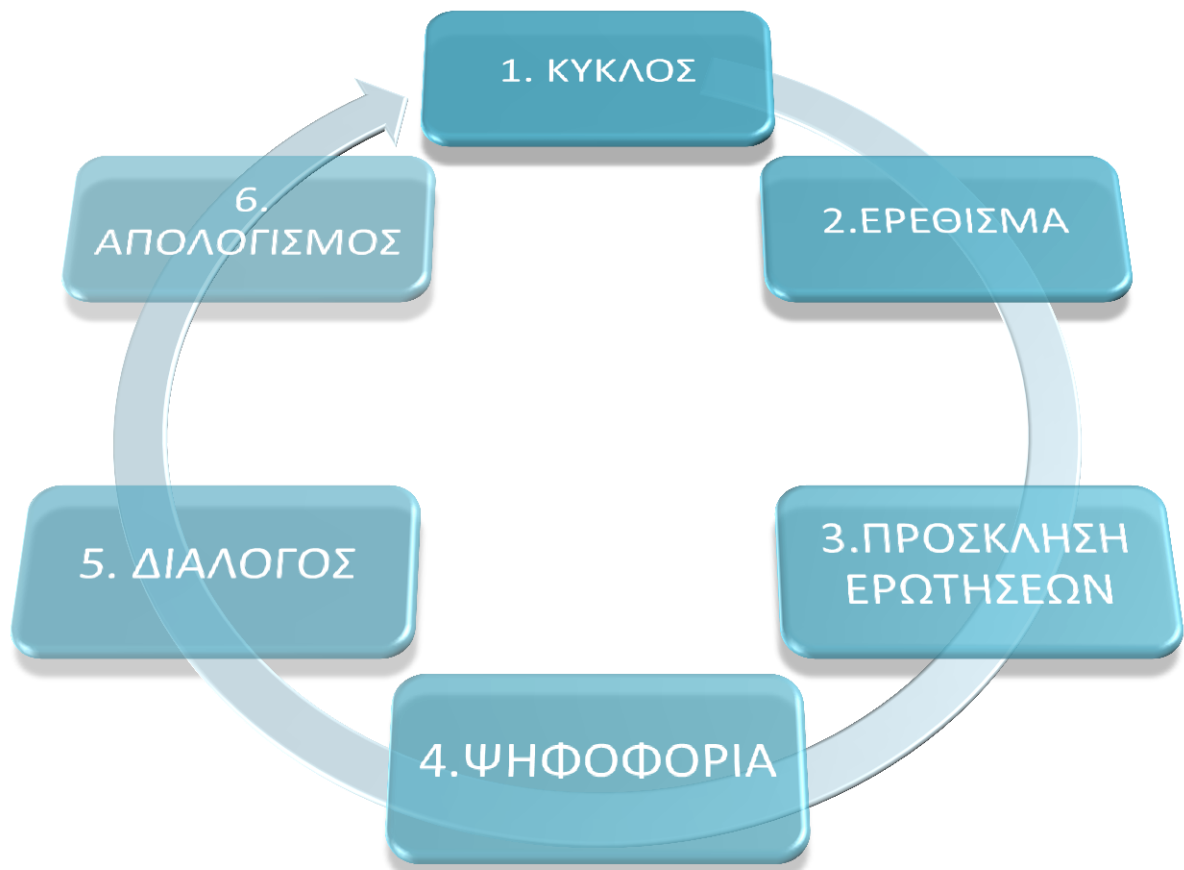 1. ΚΥΚΛΟΣ
2.ΕΡΕΘΙΣΜΑ
3.ΠΡΟΣΚΛΗΣΗ
ΕΡΩΤΗΣΕΩΝ
4.ΨΗΦΟΦΟΡΙΑ
5. ΔΙΑΛΟΓΟΣ
6.
ΑΠΟΛΟΓΙΣΜΟΣ